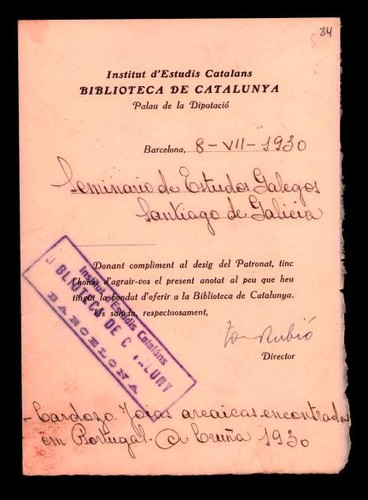 84
Institut d'Estudis Catalans
BIBLIOTECA DE CATALUNYA
Palau de la Diputació
Barcelona, 8-VII-1930
Seminario de Estudos Galegos
Santiago de Galicia
Donant compliment al desig del Patronat, tinc
l'honor d'agrair-vos el present anotat al peu que heu
tingut la bondat d'oferir a la Biblioteca de Catalunya.
Us saluda, respectuosament,
Rubió
Director
Institut d'Estudis Catalans
BIBLIOTECA DE C T LUNY
BARCELONA
-Cardozo. Joias arcaicas encontradas
em Portugal. A Cruña 1930